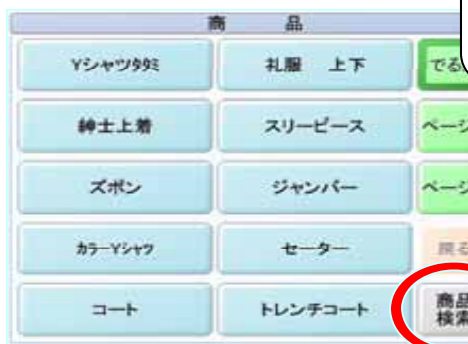 商 品
Yシャツタタミ 礼服 上下 でる
紳士上着 スリーピース ページ
ズボン ジャンパー ページ
カラーYシャツ セーター 戻る
コート トレンチコート 商品
検索